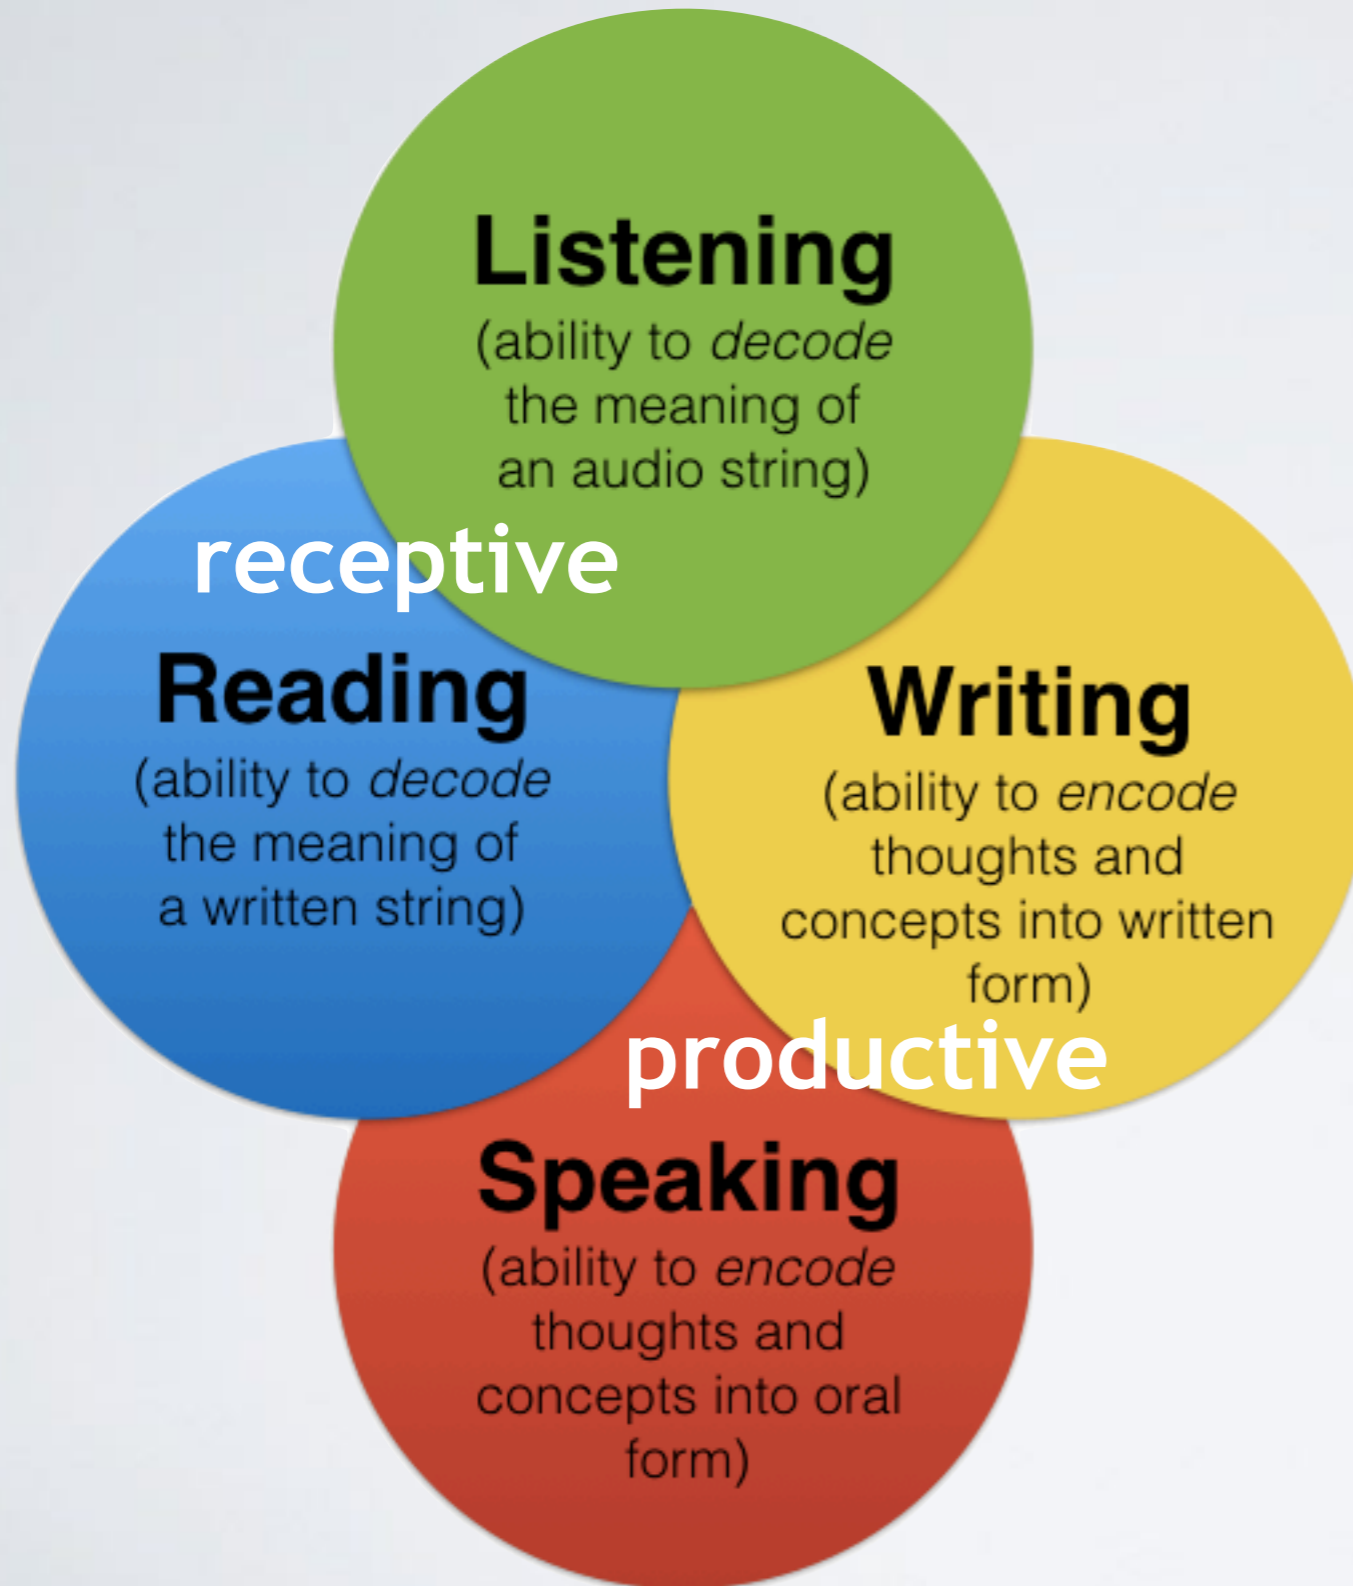 Listening
(ability to decode
the meaning of
an audio string)
receptive
Reading
(ability to decode
the meaning of
a written string)
Writing
(ability to encode
thoughts and
concepts into written
form)
productive
Speaking
(ability to encode
thoughts and
concepts into oral
form)